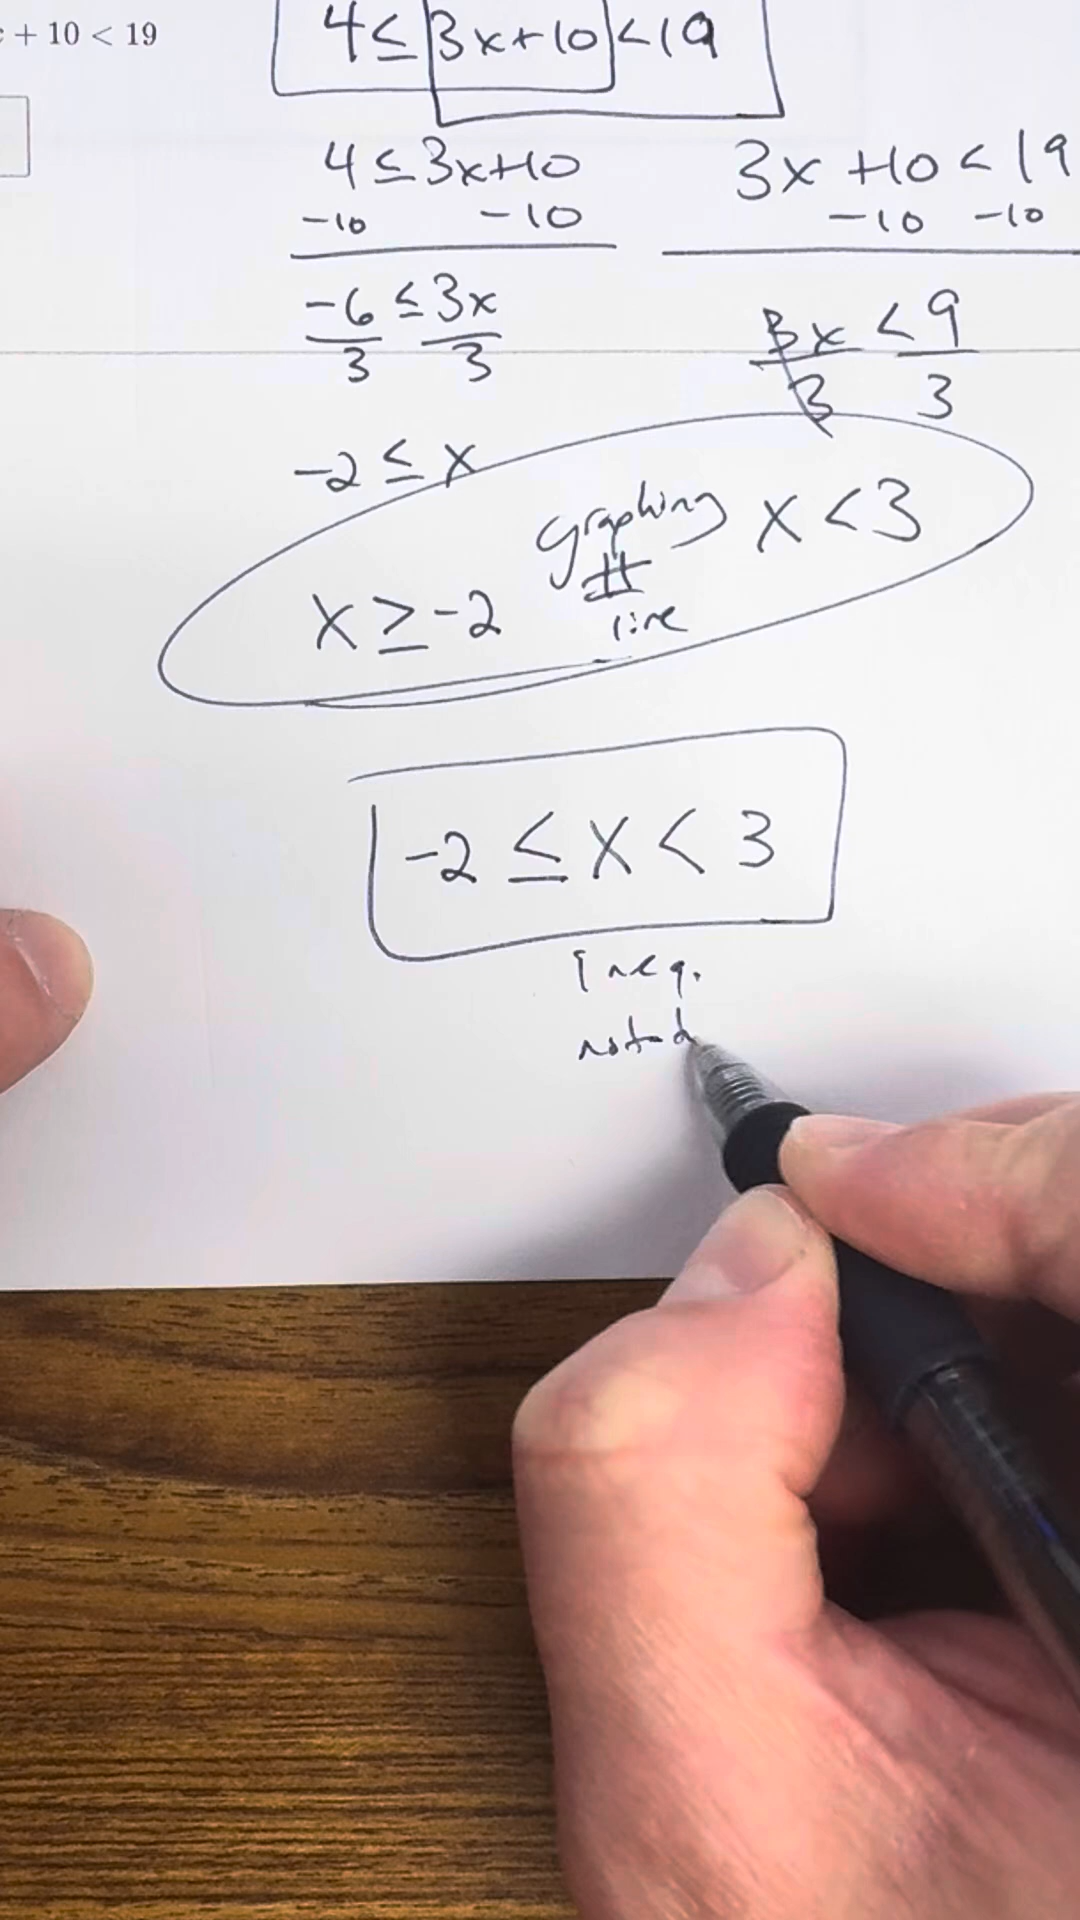 + 10 < 19
4 ≤ 3x+10 < 19
4 ≤ 3x+10
-10 -10
-6 ≤ 3x
3 3
-2 ≤ x
x ≥ -2
3x +10 < 19
-10 -10
3x < 9
3 3
x < 3
graphing
#
line
-2 ≤ x < 3
Ineq.